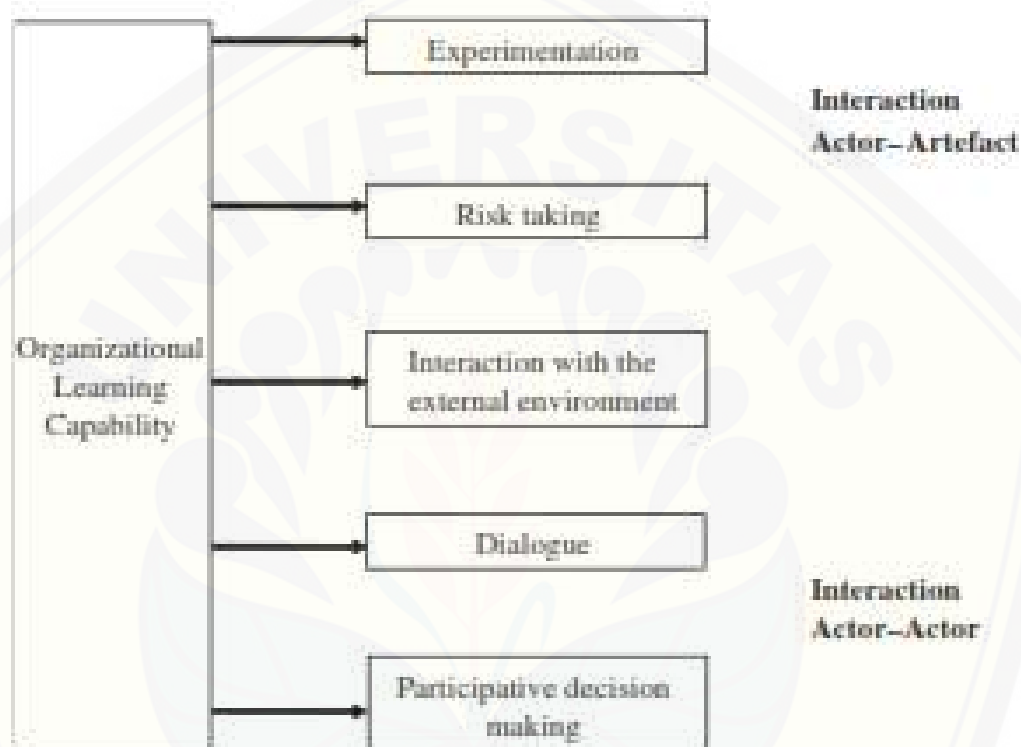 Experimentation
Interaction
Actor–Artefact
Risk taking
Organizational
Learning
Capability
Interaction with the
external environment
Dialogue
Interaction
Actor–Actor
Participative decision
making
UNIVERSITAS